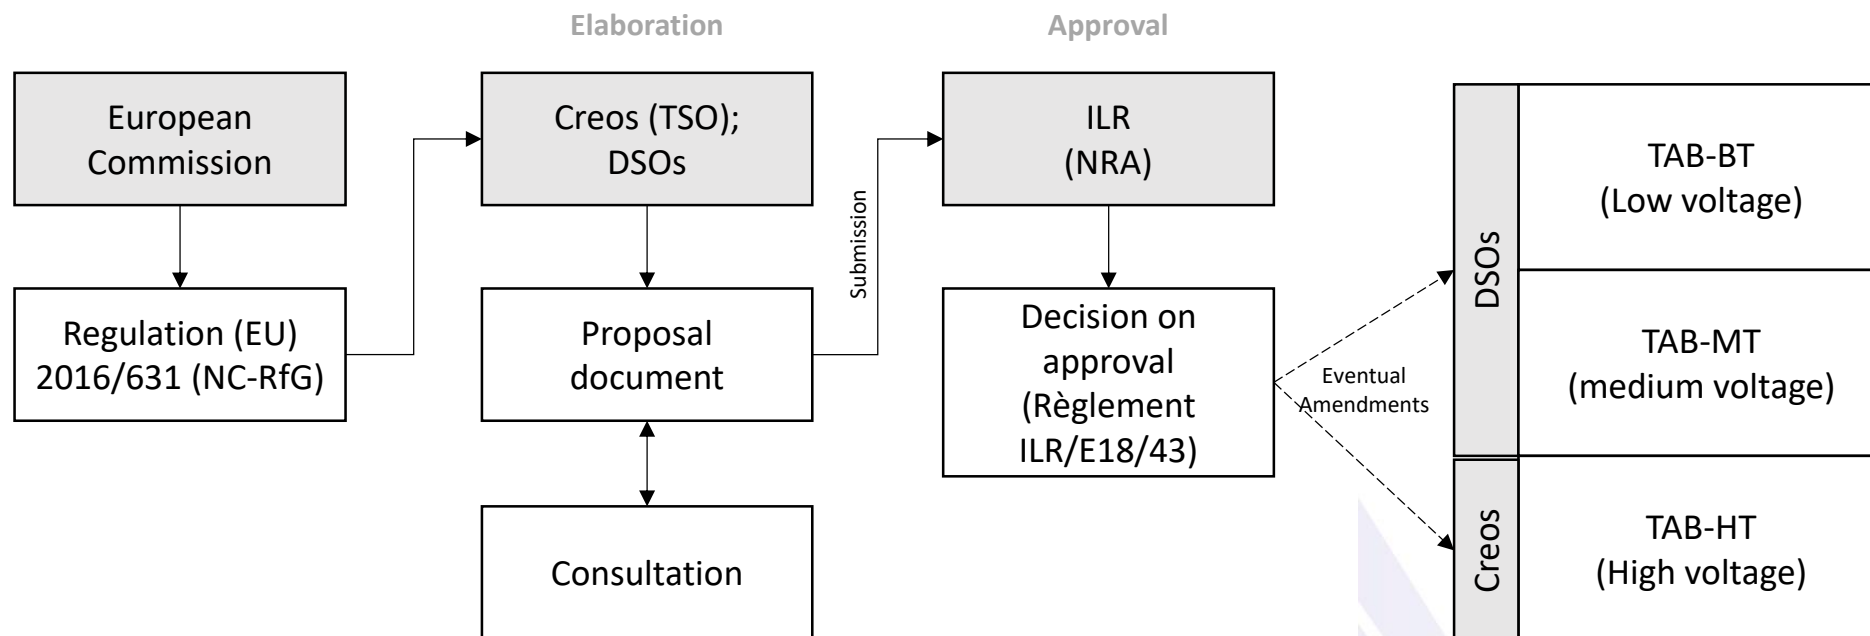 Elaboration
Approval
European
Commission
Creos (TSO);
DSOs
ILR
(NRA)
Regulation (EU)
2016/631 (NC-RfG)
Proposal
document
Submission
Decision on
approval
(Règlement
ILR/E18/43)
Consultation
Eventual
Amendments
DSOs
TAB-BT
(Low voltage)
TAB-MT
(medium voltage)
Creos
TAB-HT
(High voltage)